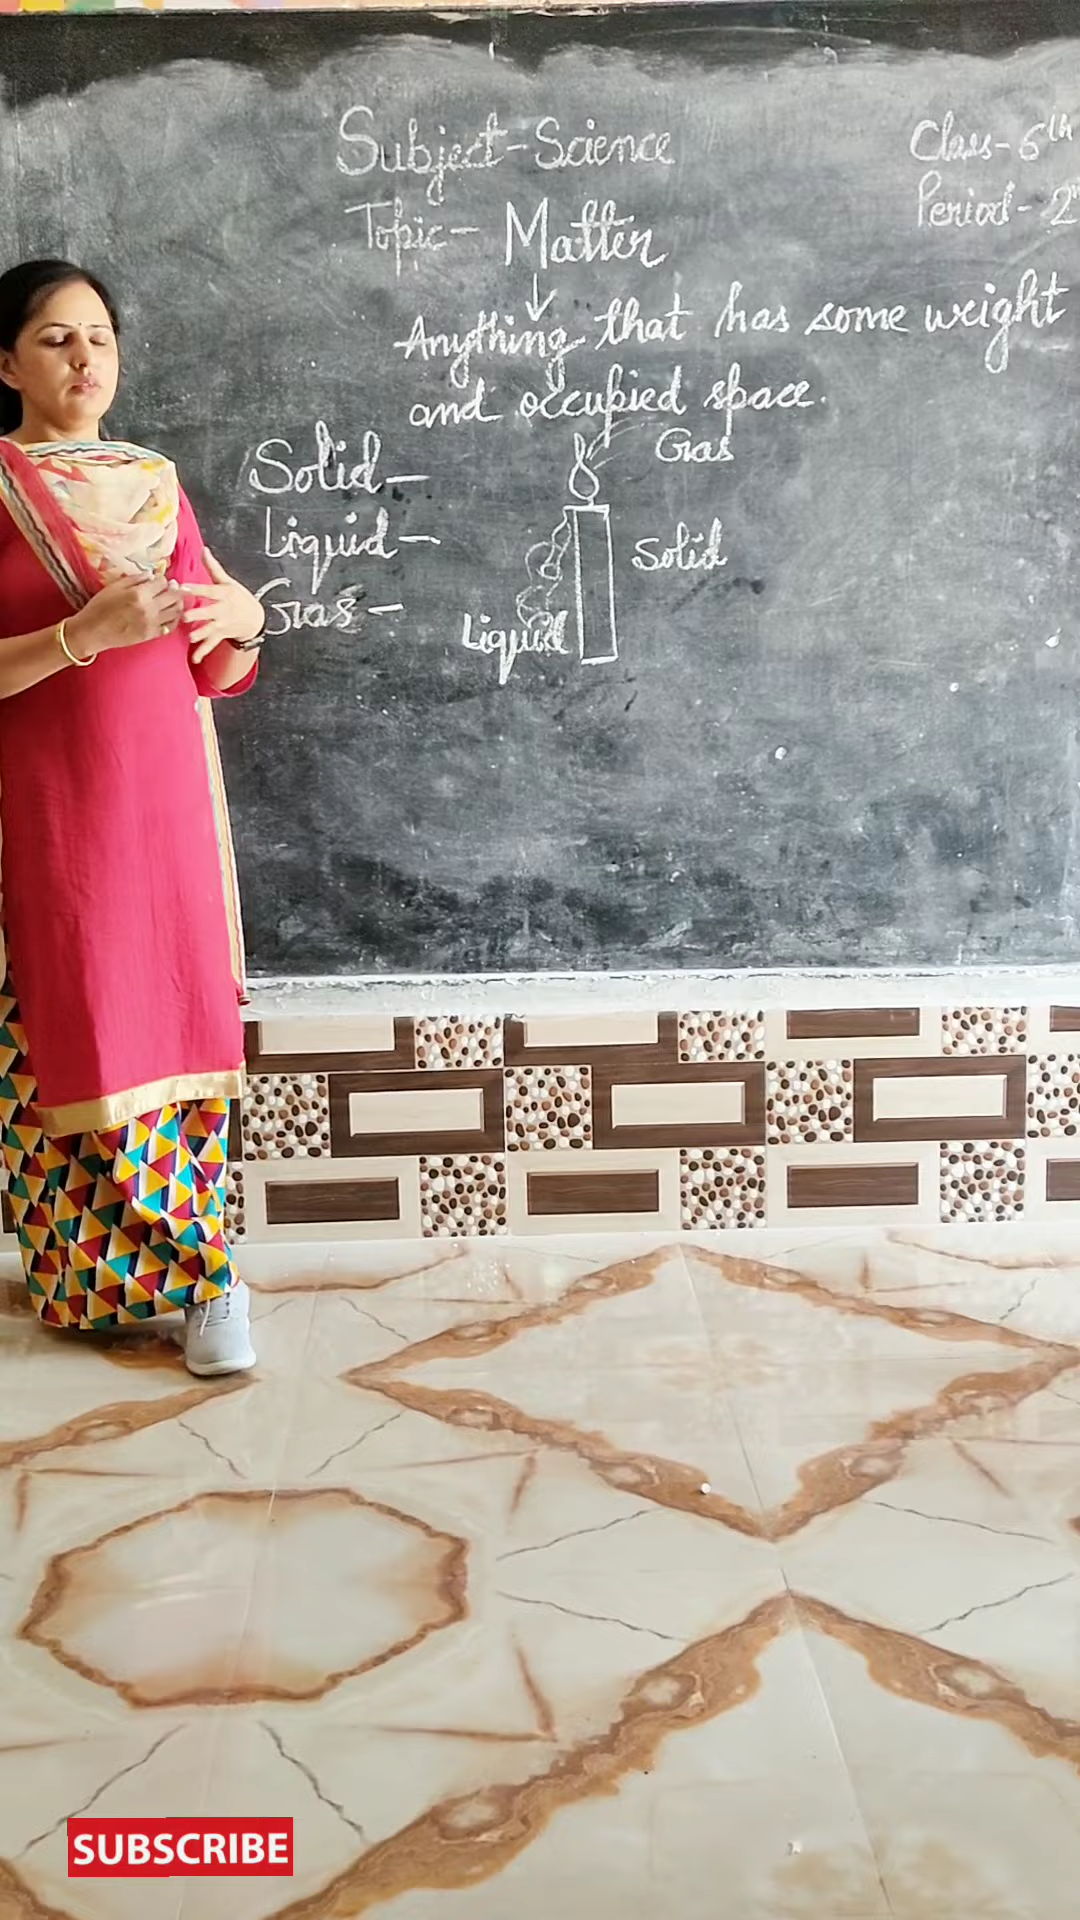 Subject-Science
Class-6th
Topic- Matter
Period- 2
Anything that has some weight
and occupied space.
Gas
Solid-
Liquid-
Solid
Gas-
Liquid
SUBSCRIBE